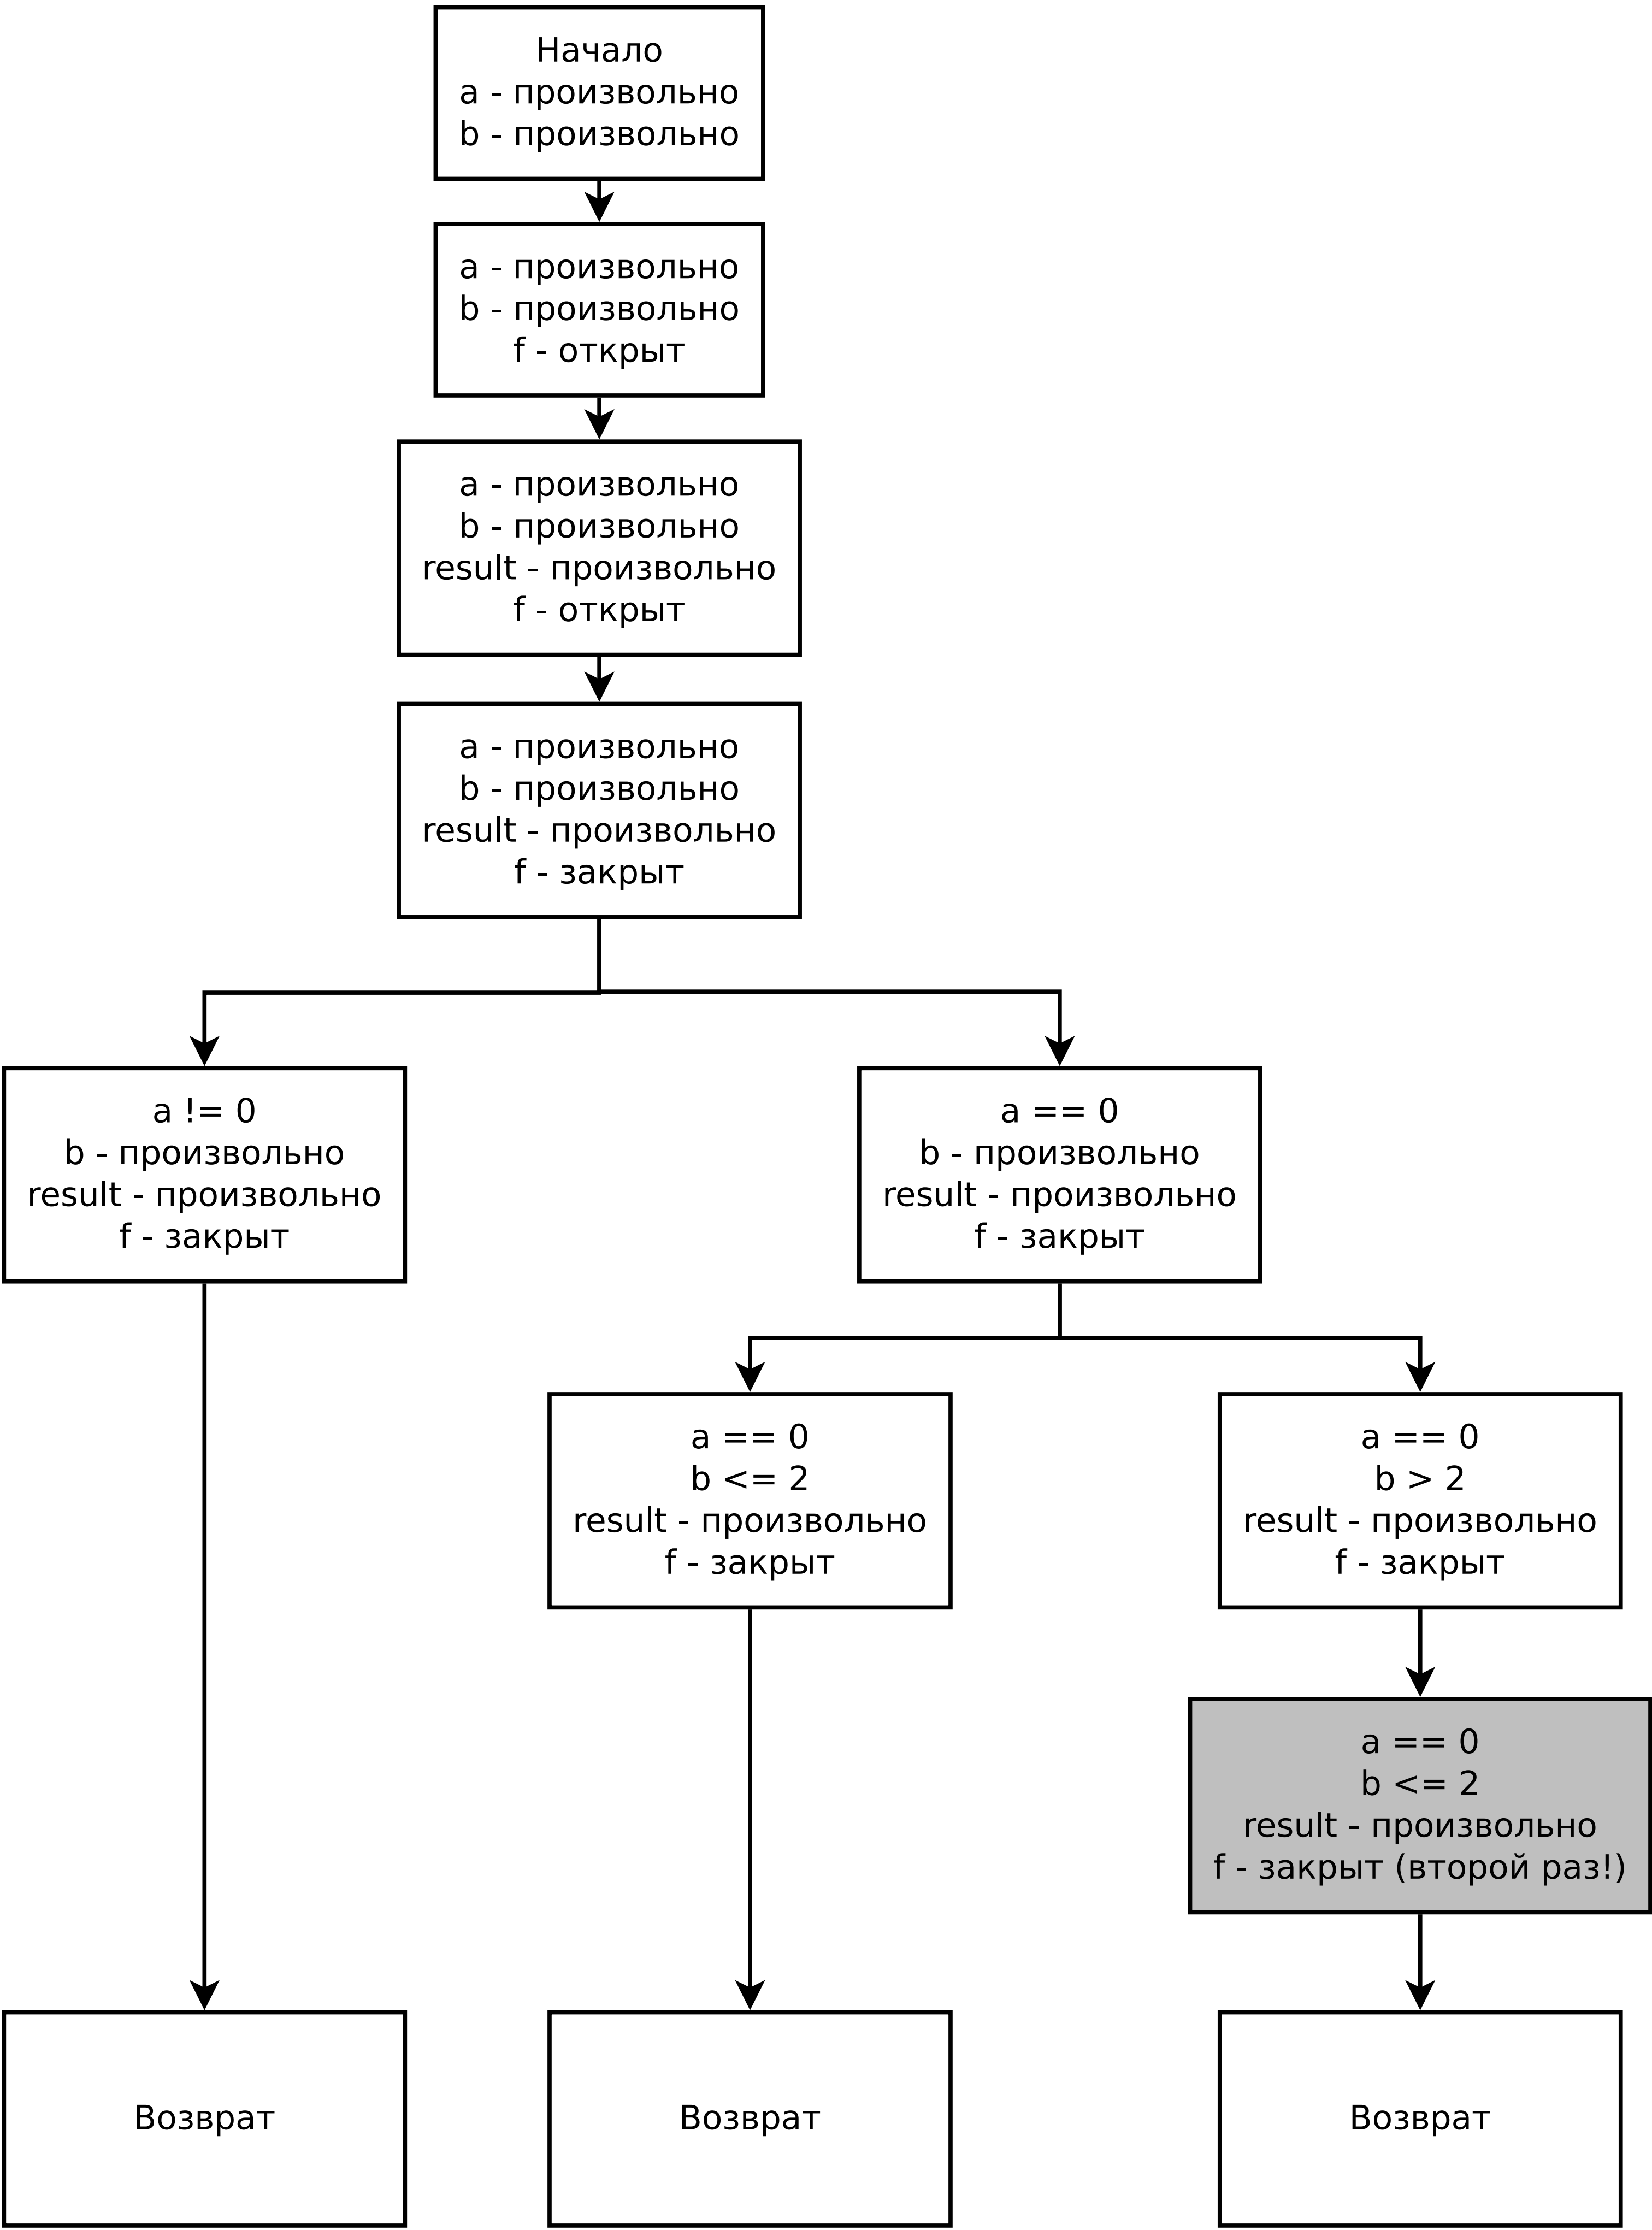 Начало
a - произвольно
b - произвольно
a - произвольно
b - произвольно
f - открыт
a - произвольно
b - произвольно
result - произвольно
f - открыт
a - произвольно
b - произвольно
result - произвольно
f - закрыт
a != 0
b - произвольно
result - произвольно
f - закрыт
a == 0
b - произвольно
result - произвольно
f - закрыт
a == 0
b <= 2
result - произвольно
f - закрыт
a == 0
b > 2
result - произвольно
f - закрыт
a == 0
b <= 2
result - произвольно
f - закрыт (второй раз!)
Возврат
Возврат
Возврат